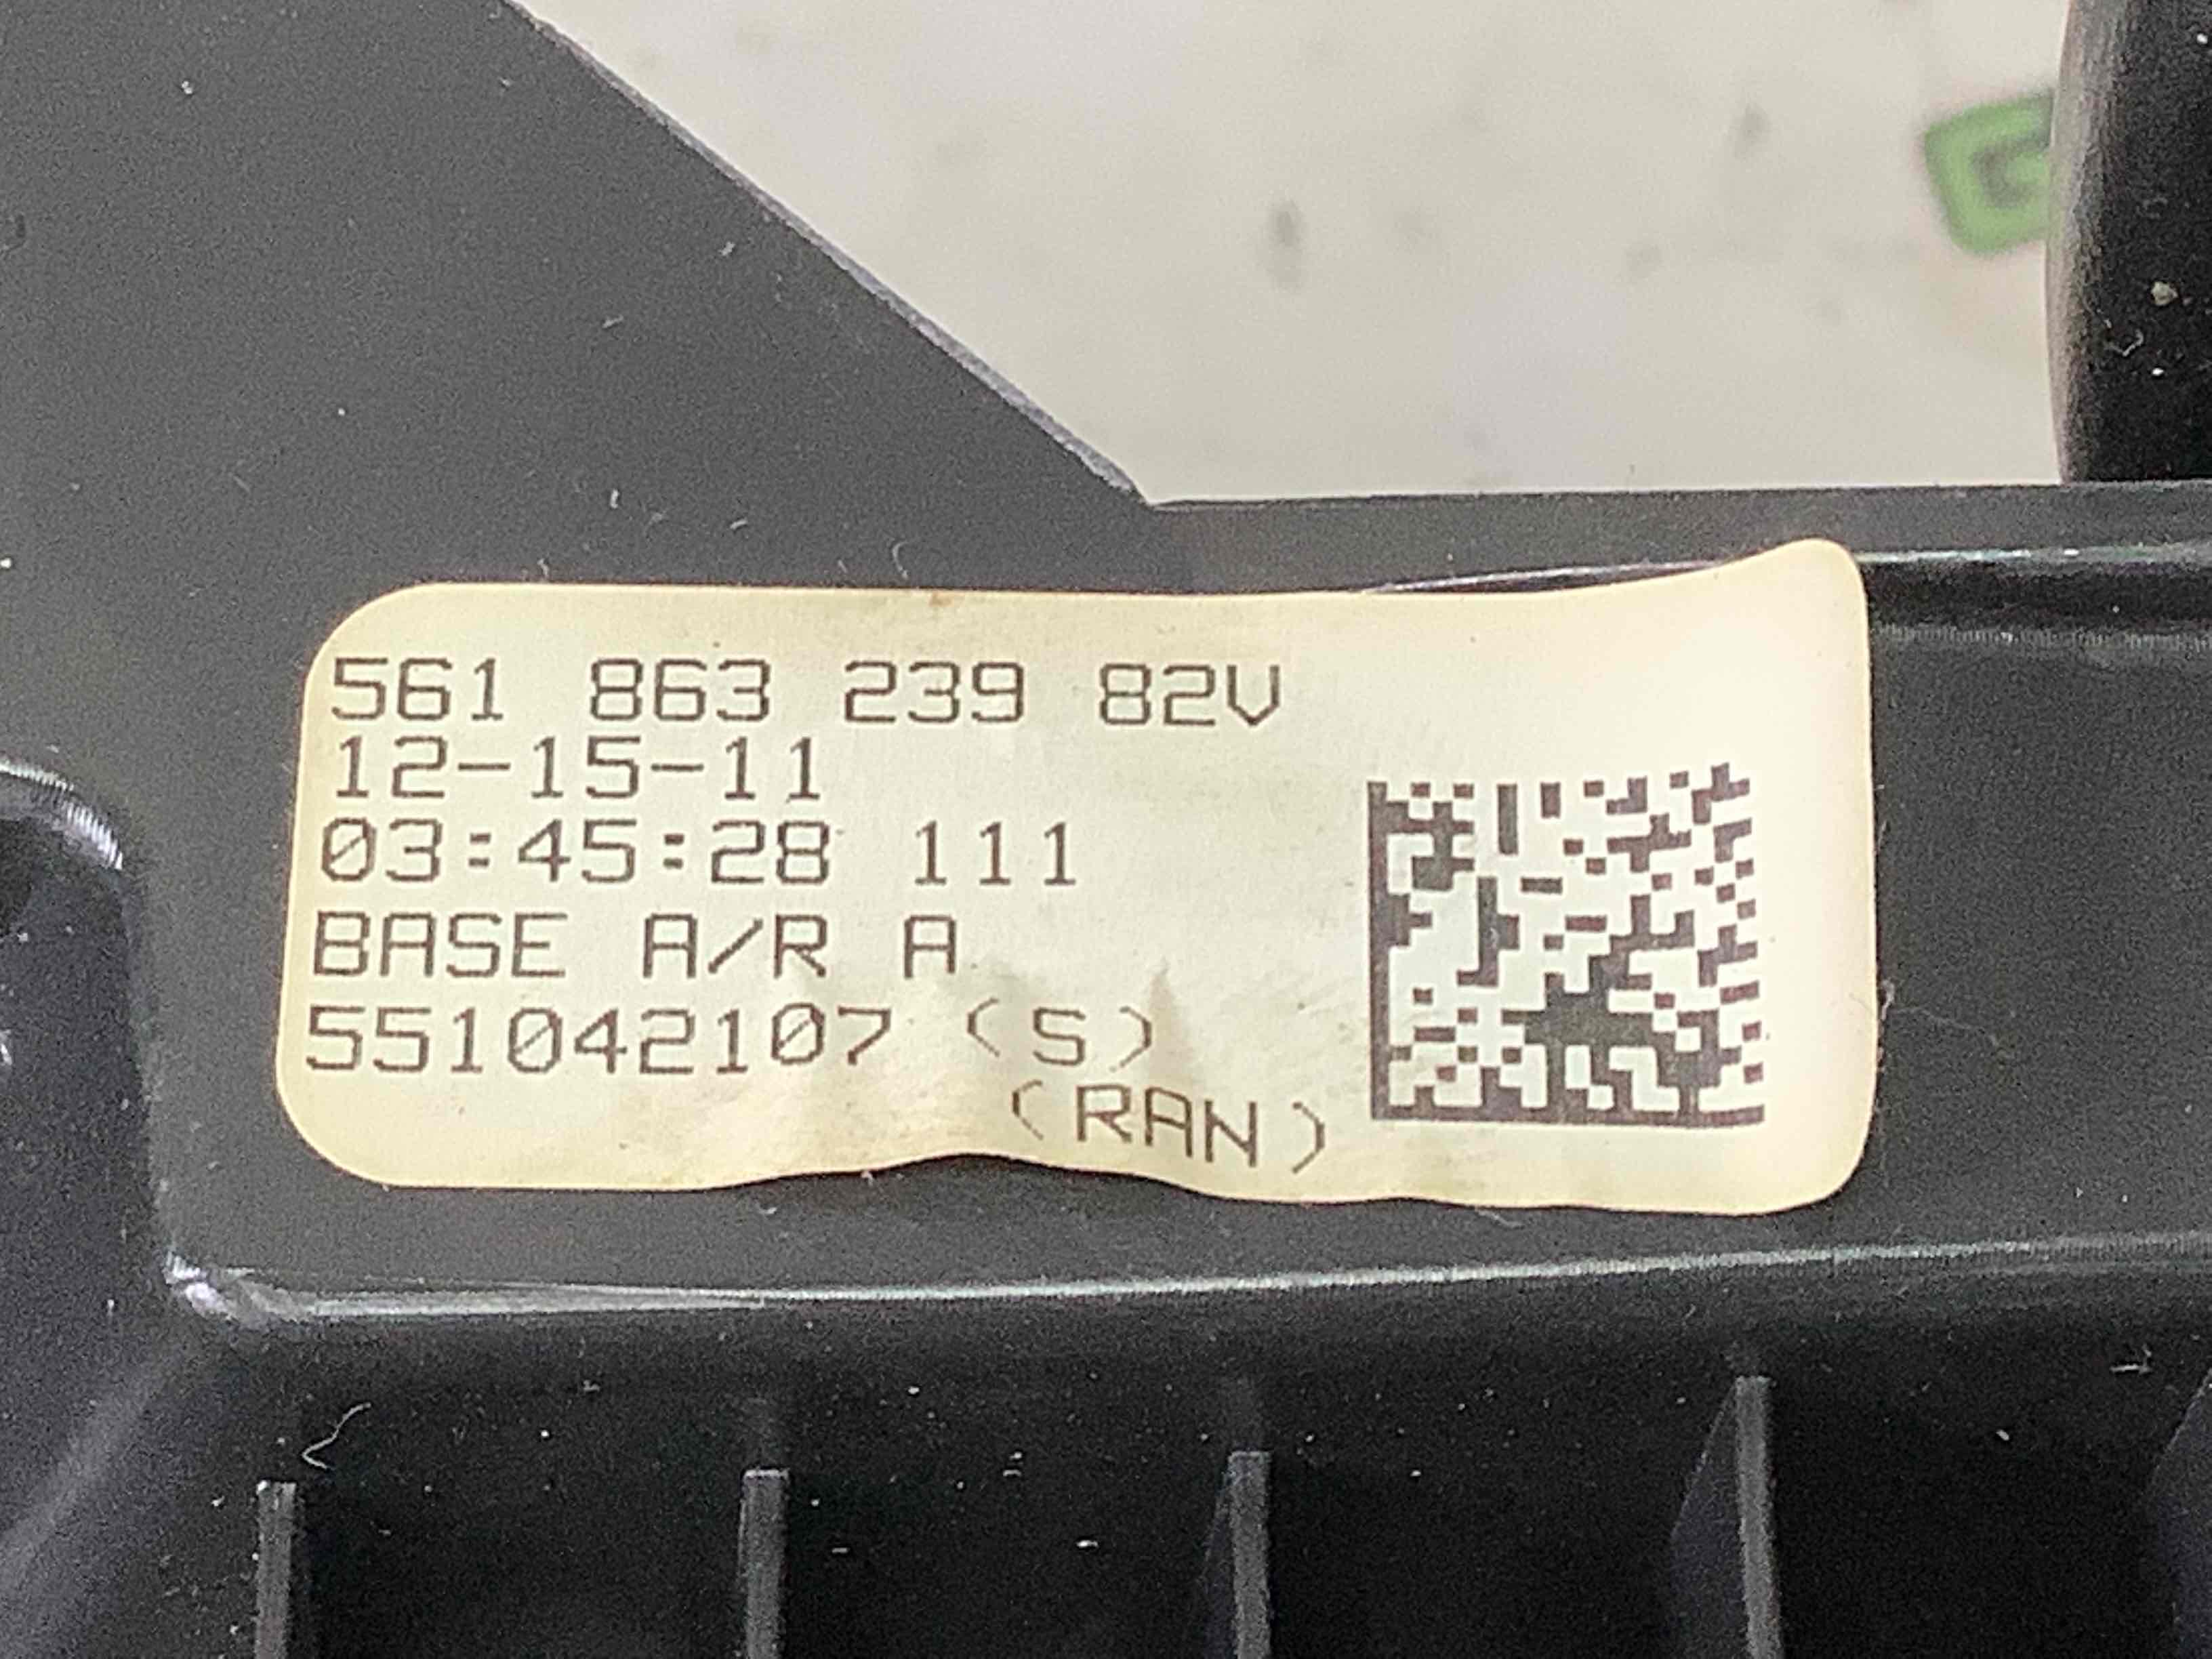 561 863 239 82V
12-15-11
03:45:28 111
BASE A/R A
551042107 (S)
(RAN)